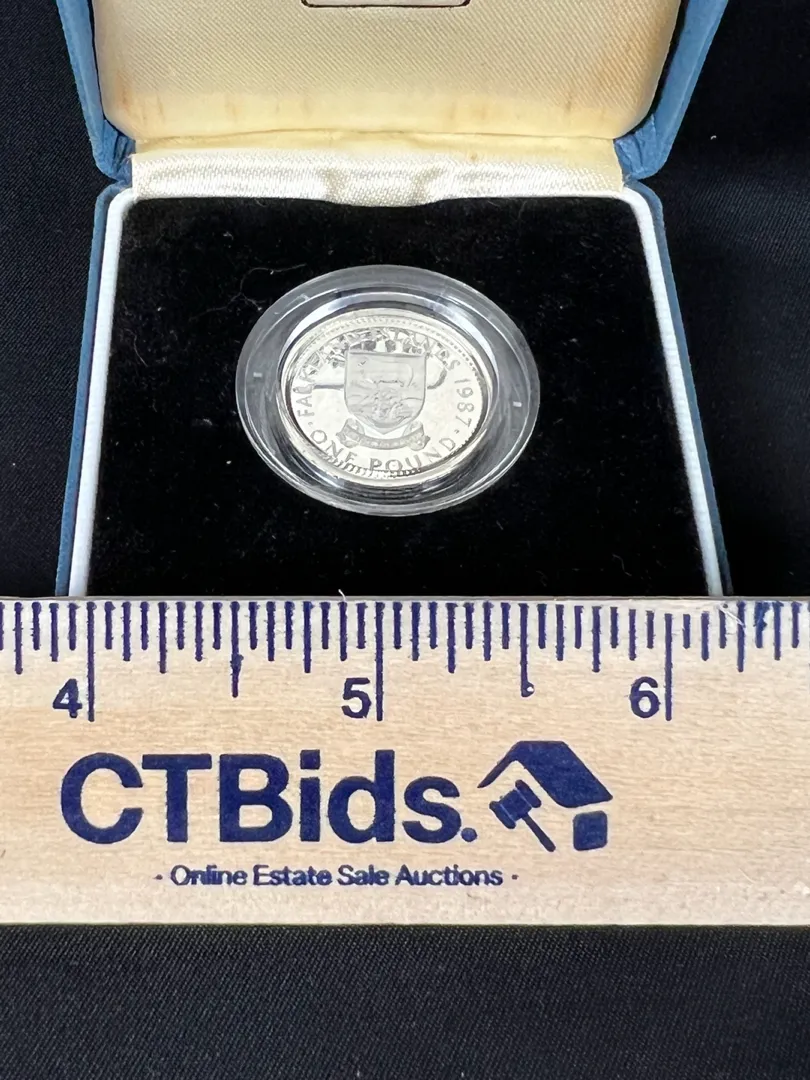 FALKLAND ISLANDS 1987
ONE POUND
4 5 6
CTBids.
· Online Estate Sale Auctions ·